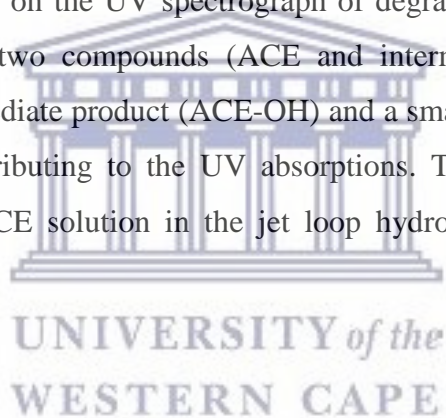 on the UV spectrograph of degra
two compounds (ACE and intern
diate product (ACE-OH) and a sma
ributing to the UV absorptions. T
CE solution in the jet loop hydro
UNIVERSITY of the
WESTERN CAPE